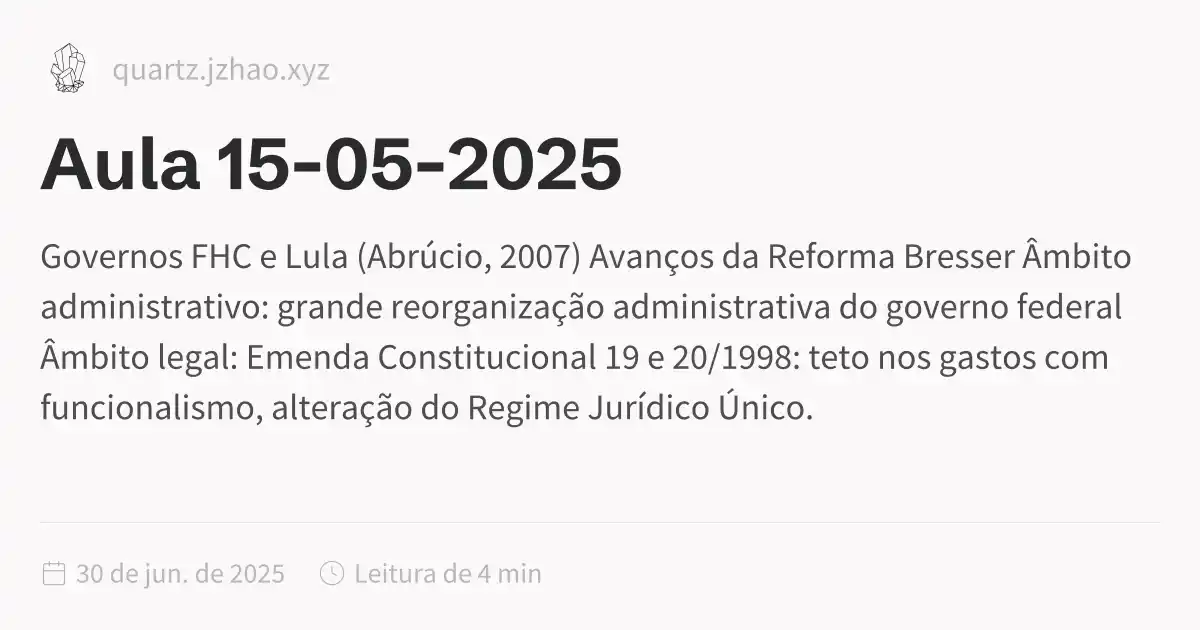 quartz.jzhao.xyz
Aula 15-05-2025
Governos FHC e Lula (Abrúcio, 2007) Avanços da Reforma Bresser Âmbito
administrativo: grande reorganização administrativa do governo federal
Âmbito legal: Emenda Constitucional 19 e 20/1998: teto nos gastos com
funcionalismo, alteração do Regime Jurídico Único.
30 de jun. de 2025 Leitura de 4 min